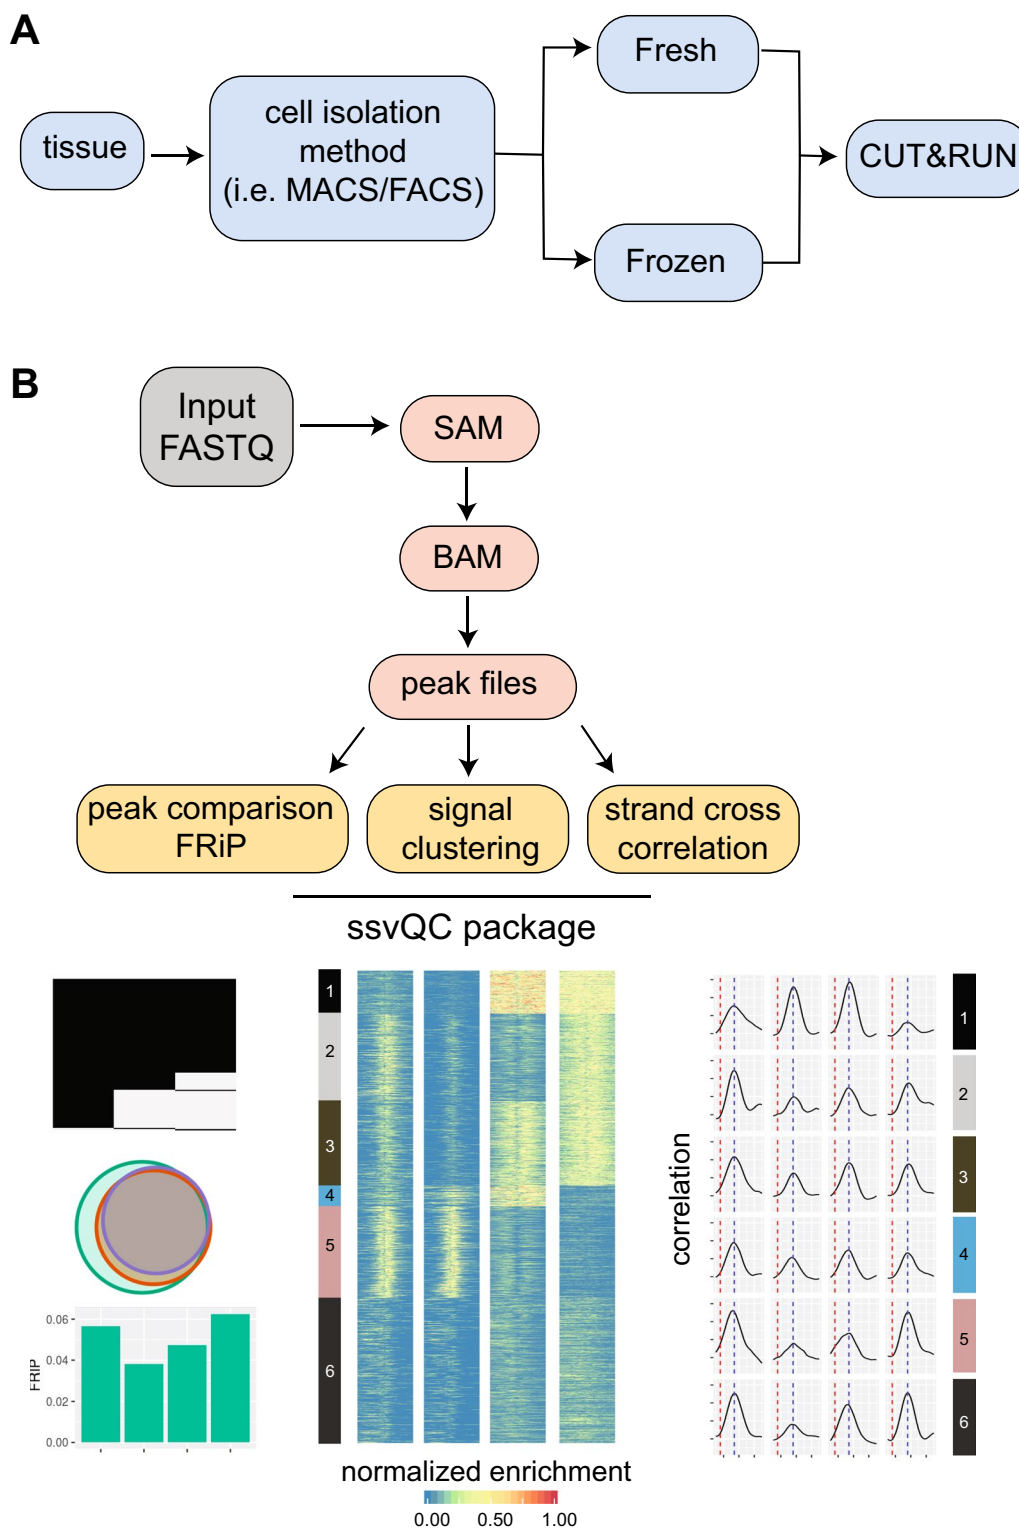 A
tissue
cell isolation
method
(i.e. MACS/FACS)
Fresh
Frozen
CUT&RUN
B
Input
FASTQ
SAM
BAM
peak files
peak comparison
FRiP
signal
clustering
strand cross
correlation
ssvQC package
1
2
3
4
5
6
normalized enrichment
0.00 0.50 1.00
FRIP
0.06
0.04
0.02
0.00
correlation
1
2
3
4
5
6